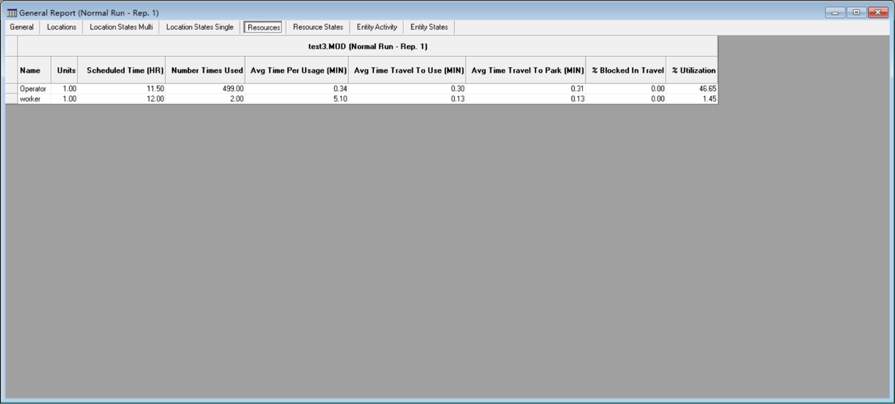 General Report (Normal Run - Rep. 1)
General Locations Location States Multi Location States Single Resources Resource States Entity Activity Entity States
test3.MOD (Normal Run - Rep. 1)
Name Units Scheduled Time (HR) Number Times Used Avg Time Per Usage (MIN) Avg Time Travel To Use (MIN) Avg Time Travel To Park (MIN) % Blocked In Travel % Utilization
Operator 1.00 11.50 499.00 0.34 0.30 0.31 0.00 46.65
worker 1.00 12.00 2.00 5.10 0.13 0.13 0.00 1.45